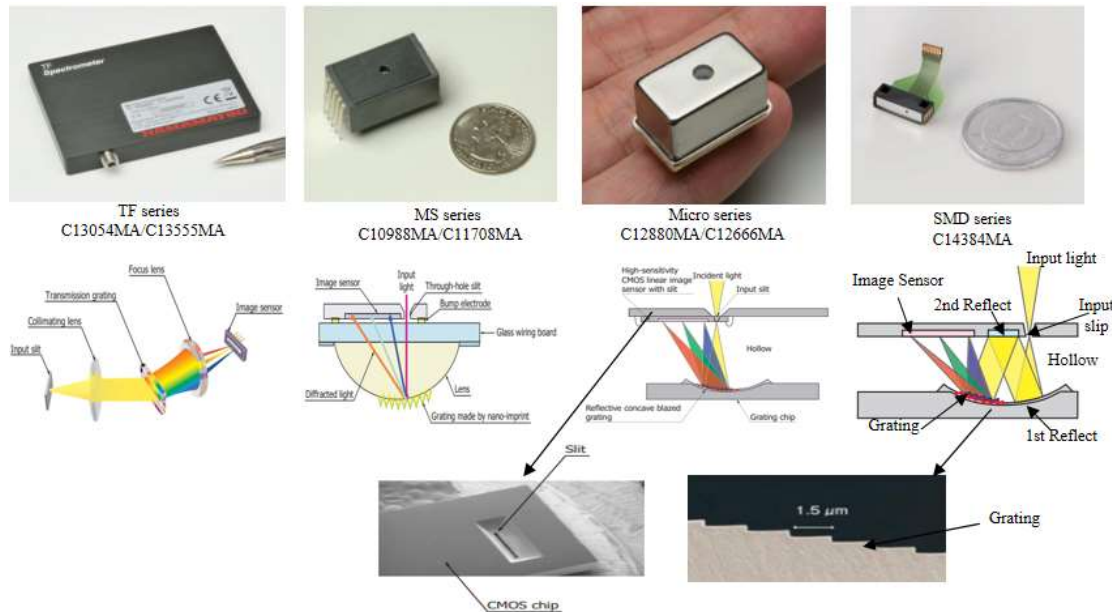 TF
Spectrometer
HAMAMATSU
TF series
C13054MA/C13555MA
MS series
C10988MA/C11708MA
Micro series
C12880MA/C12666MA
SMD series
C14384MA
Focus lens
Transmission grating
Collimating lens
Input slit
Image sensor
Image sensor
Input
light
Through-hole slit
Bump electrode
Glass wiring board
Diffracted light
Lens
Grating made by nano-imprint
High-sensitivity
CMOS linear image
sensor with slit
Incident light
Input slit
Hollow
Reflective concave blazed
grating
Grating chip
Input light
Image Sensor
2nd Reflect
Input
slip
Hollow
Grating
1st Reflect
Slit
CMOS chip
1.5 µm
Grating